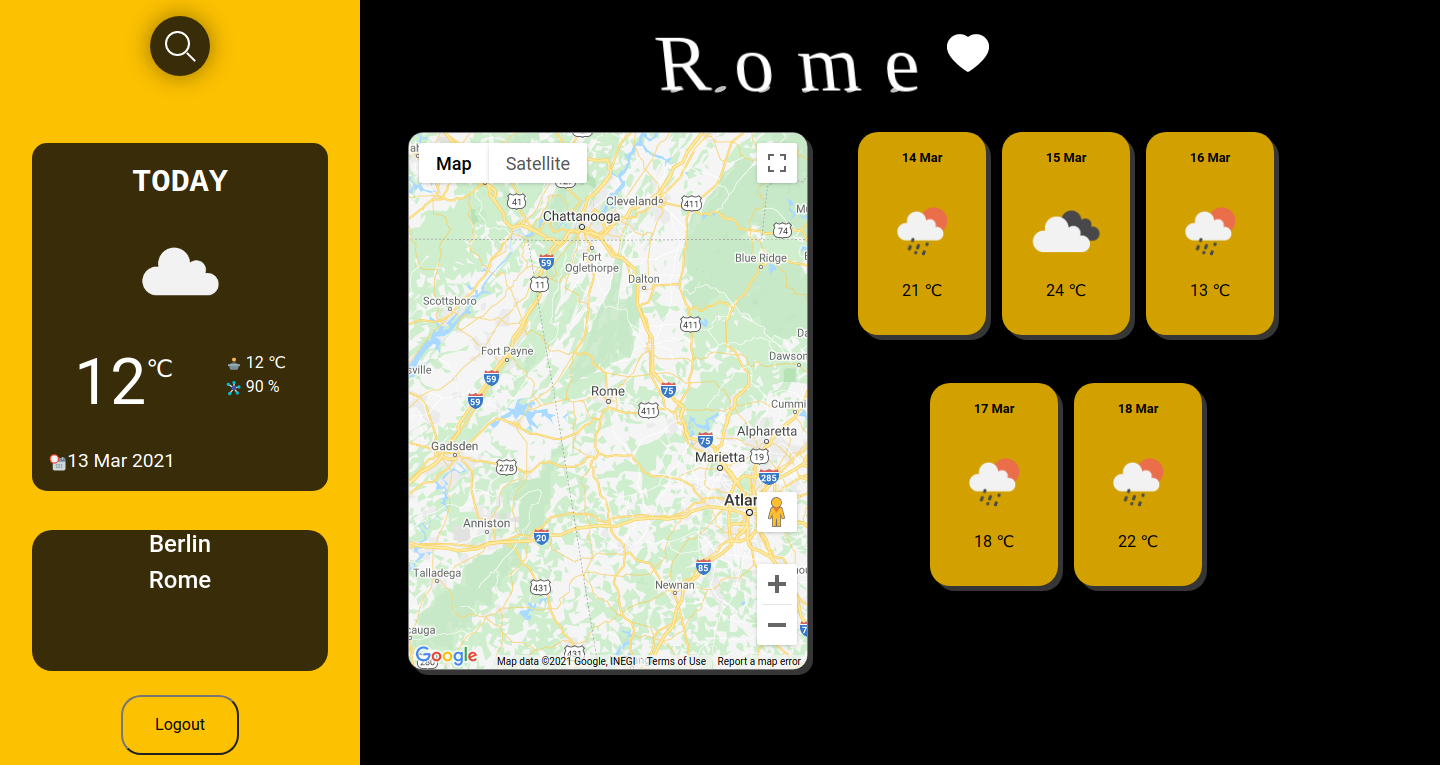 TODAY
12 ℃
12 ℃
90 %
13 Mar 2021
Berlin
Rome
Logout
Rome
Map
Satellite
41
Cleveland
411
Chattanooga
74
Fort Oglethorpe
59
Blue Ridge
11
Dalton
Scottsboro
411
Fort Payne
59
Rome
75
59
411
Alpharetta
75
Gadsden
Marietta
19
278
285
Anniston
20
85
Talladega
431
Newnan
431
Google
Map data ©2021 Google, INEGI
Terms of Use
Report a map error
14 Mar
21 ℃
15 Mar
24 ℃
16 Mar
13 ℃
17 Mar
18 ℃
18 Mar
22 ℃